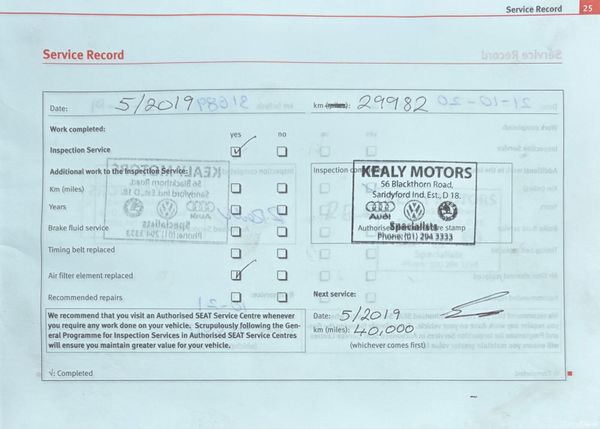 Service Record 25
Service Record
Date: 5/2019 km (miles): 29982
Work completed:
yes no
Inspection Service
Additional work to the Inspection Service:
Km (miles)
Years
Brake fluid service
Timing belt replaced
Air filter element replaced
Recommended repairs
We recommend that you visit an Authorised SEAT Service Centre whenever
you require any work done on your vehicle. Scrupulously following the Gen-
eral Programme for Inspection Services in Authorised SEAT Service Centres
will ensure you maintain greater value for your vehicle.
Inspection
KEALY MOTORS
56 Blackthorn Road,
Sandyford Ind. Est., D 18.
Audi
Specialists
Phone: (01) 294 3333
Next service:
Date: 5/2019
km (miles): 40,000
(whichever comes first)
√: Completed